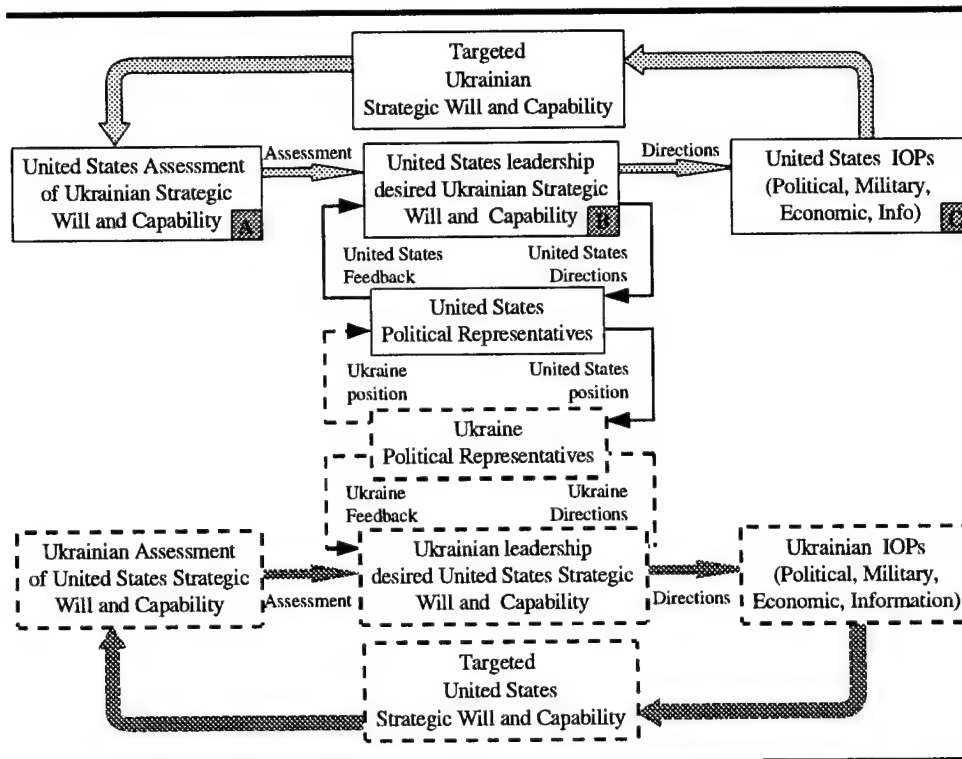 Targeted
Ukrainian
Strategic Will and Capability
United States Assessment
of Ukrainian Strategic
Will and Capability
A
Assessment
United States leadership
desired Ukrainian Strategic
Will and Capability
B
Directions
United States IOPs
(Political, Military,
Economic, Info)
C
United States
Feedback
United States
Directions
United States
Political Representatives
Ukraine
position
United States
position
Ukraine
Political Representatives
Ukraine
Feedback
Ukraine
Directions
Ukrainian Assessment
of United States Strategic
Will and Capability
Assessment
Ukrainian leadership
desired United States Strategic
Will and Capability
Directions
Ukrainian IOPs
(Political, Military,
Economic, Information)
Targeted
United States
Strategic Will and Capability